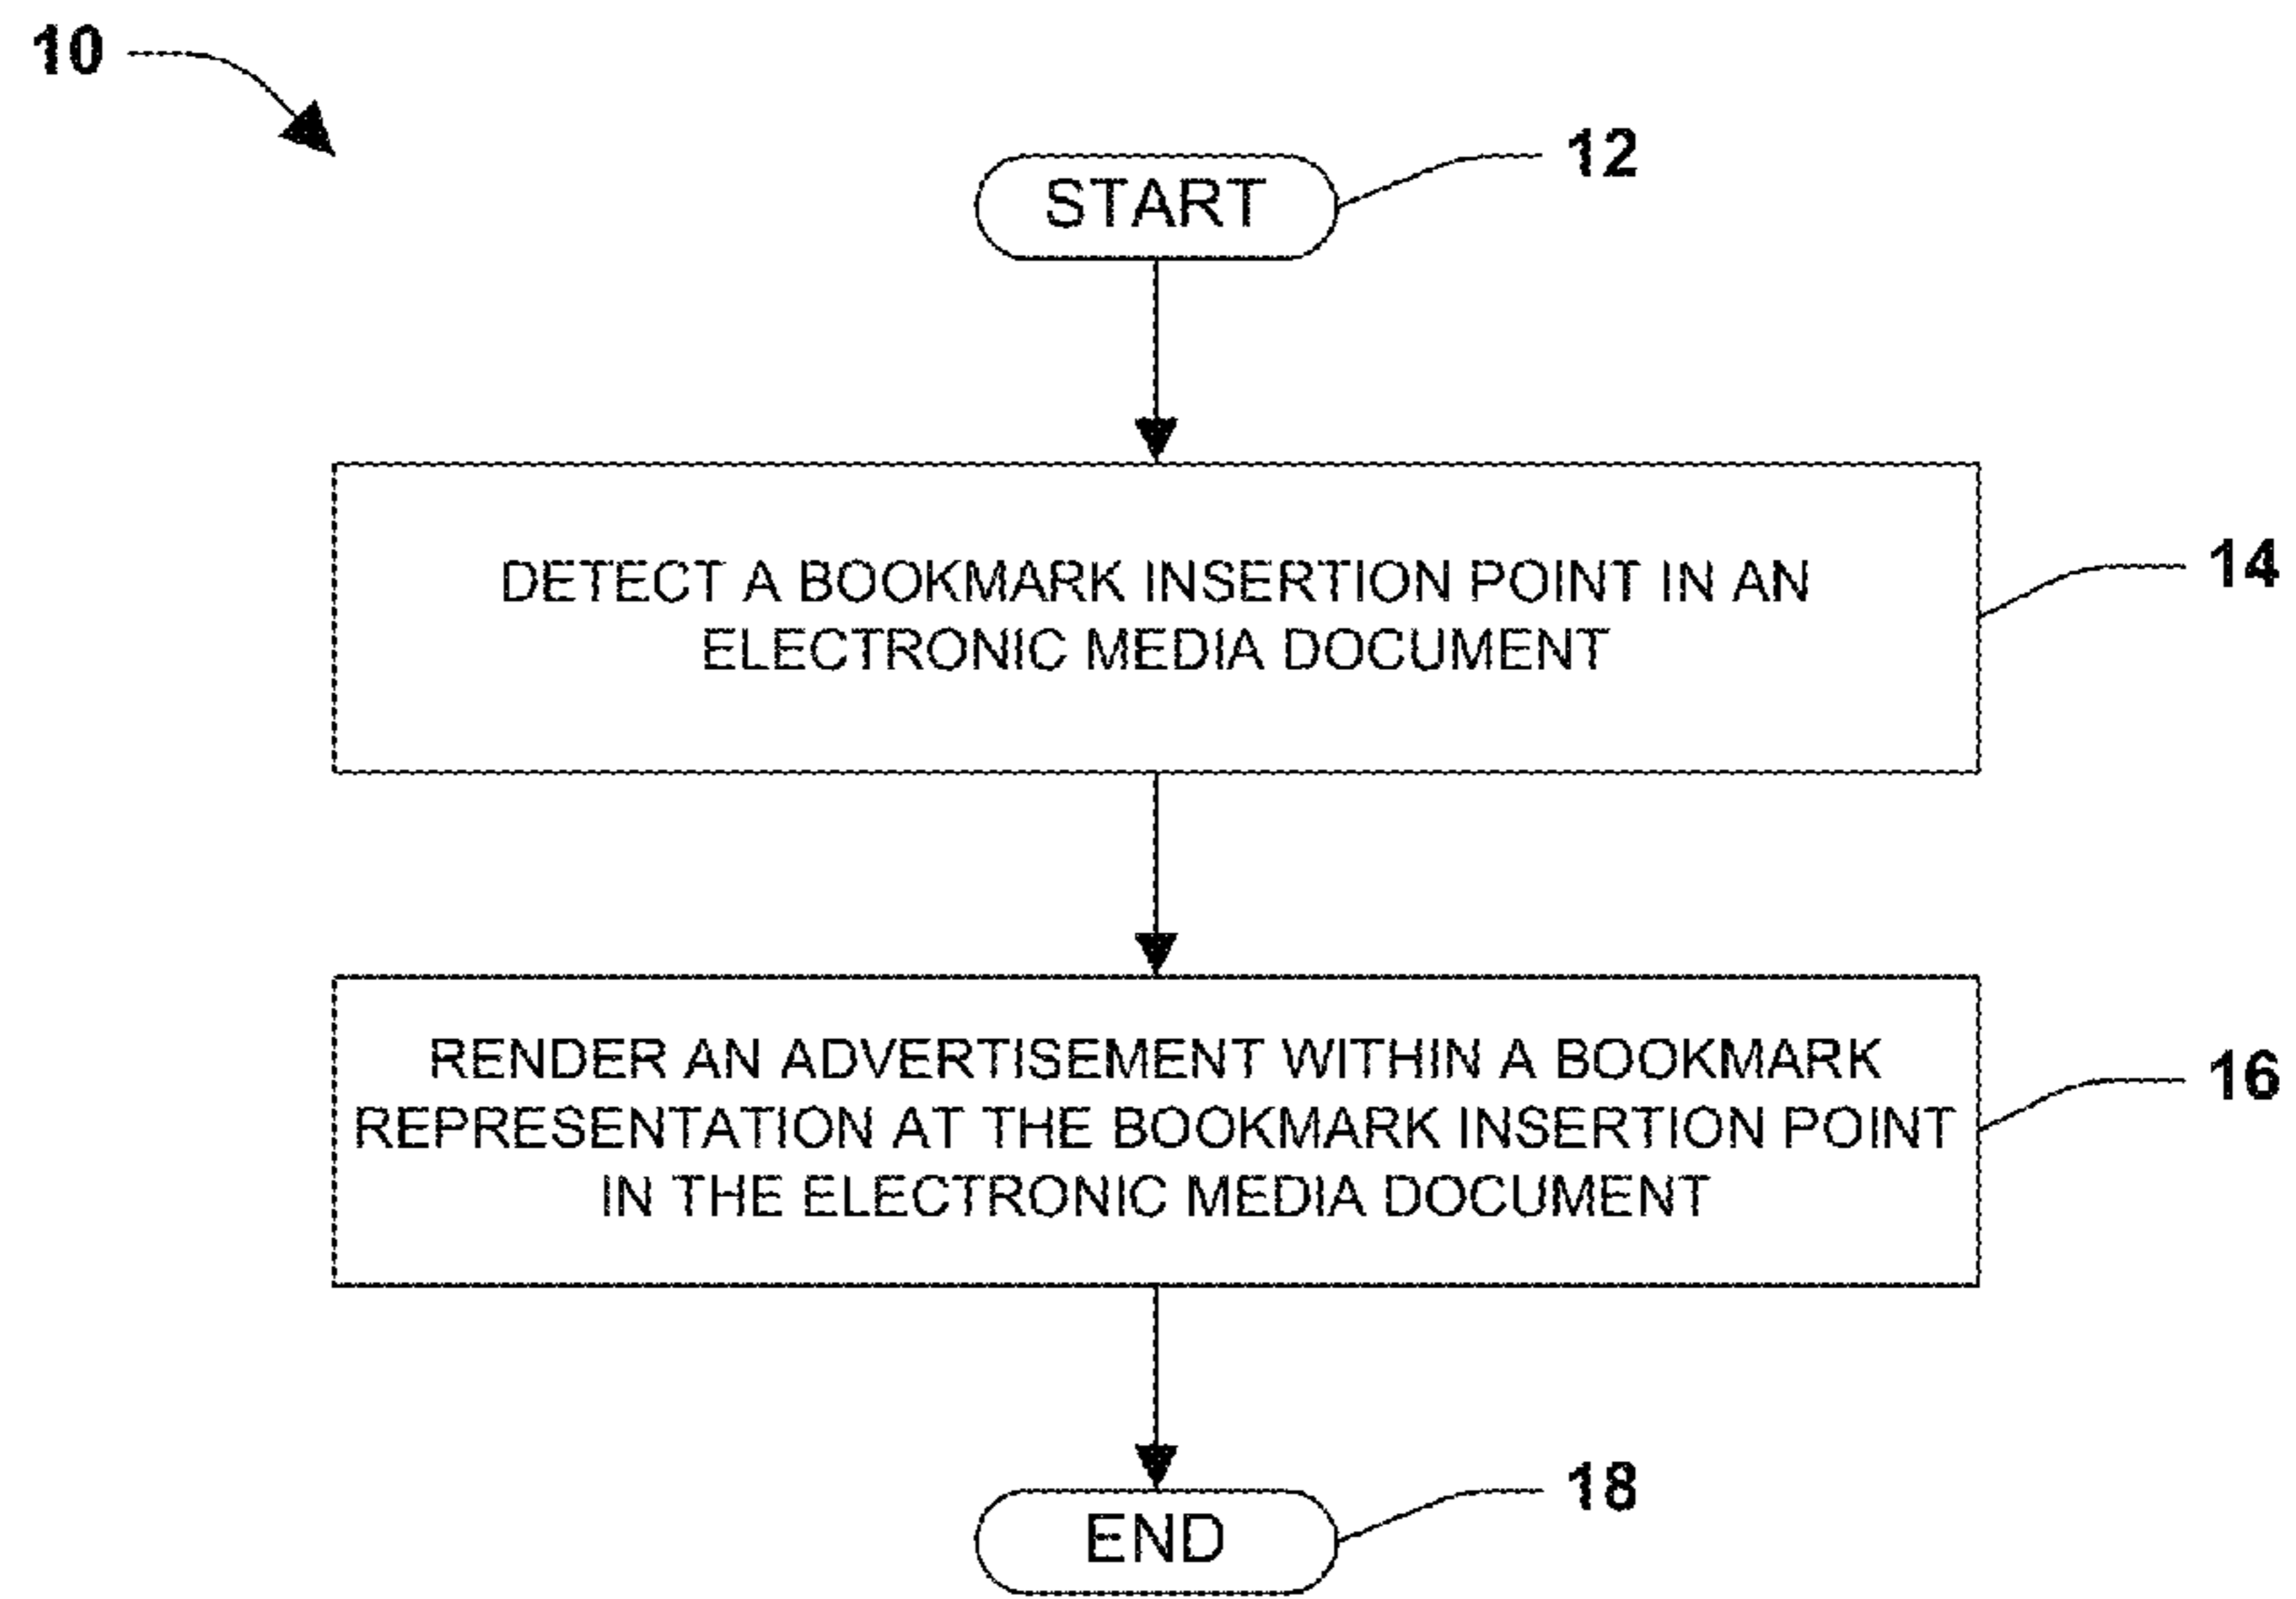 10
12
START
14
DETECT A BOOKMARK INSERTION POINT IN AN
ELECTRONIC MEDIA DOCUMENT
16
RENDER AN ADVERTISEMENT WITHIN A BOOKMARK
REPRESENTATION AT THE BOOKMARK INSERTION POINT
IN THE ELECTRONIC MEDIA DOCUMENT
18
END